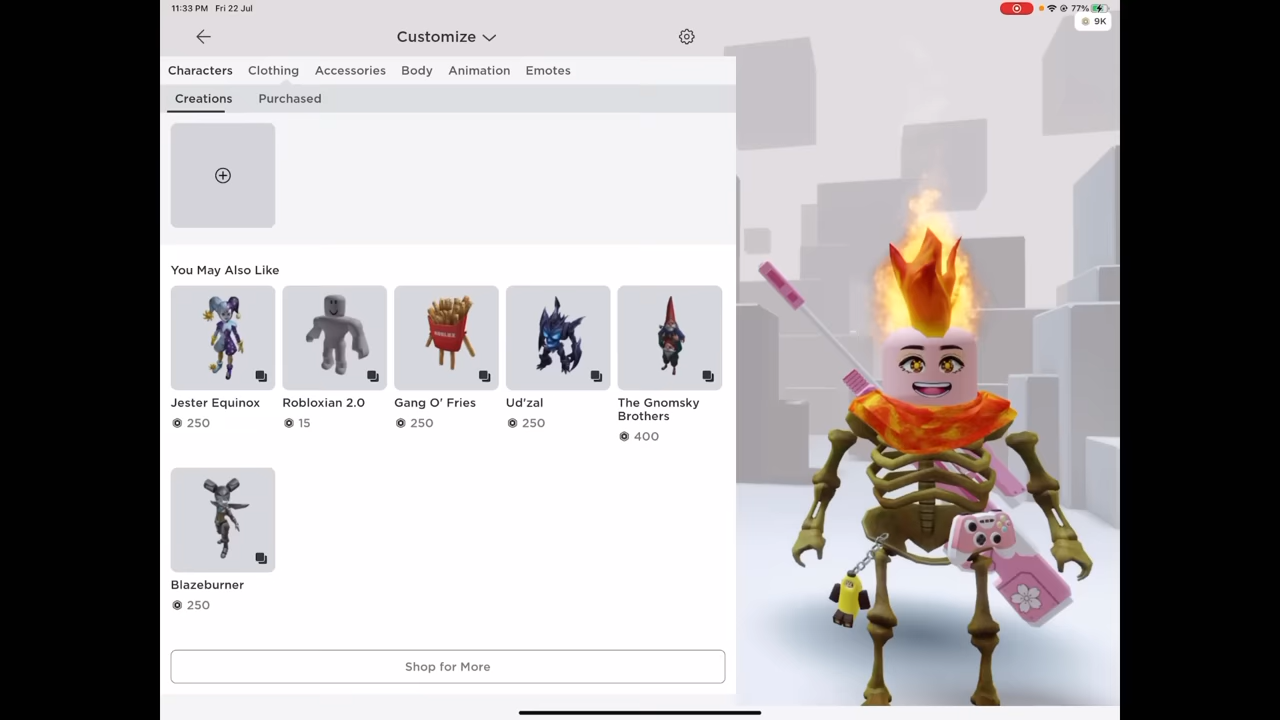 11:33 PM Fri 22 Jul
77%
9K
Customize
Characters Clothing Accessories Body Animation Emotes
Creations Purchased
You May Also Like
ROBLOX
Jester Equinox Robloxian 2.0 Gang O' Fries Ud'zal The Gnomsky
Brothers
250 15 250 250
400
Blazeburner
250
Shop for More